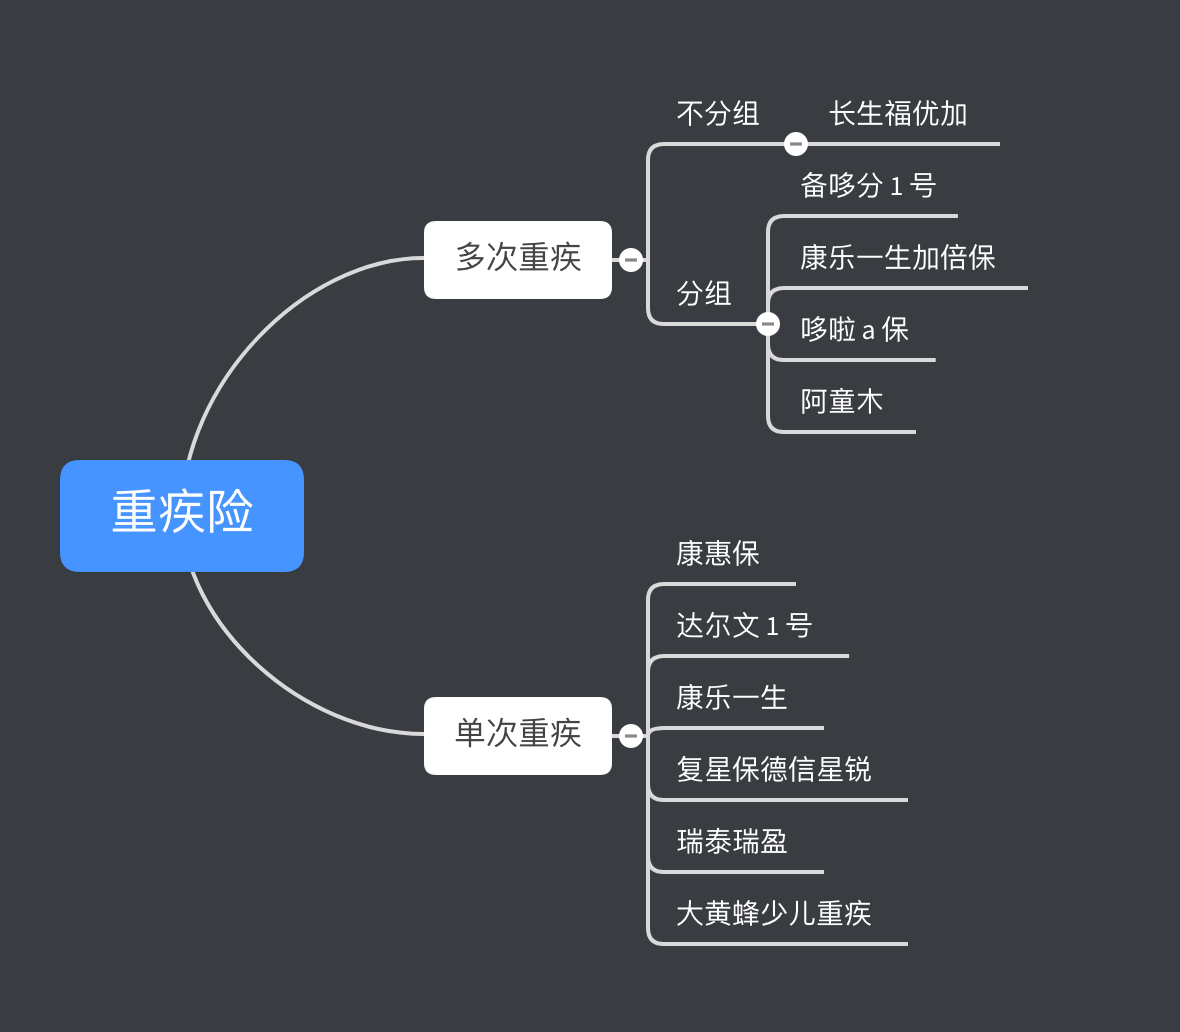 重疾险
多次重疾
不分组
长生福优加
分组
备哆分 1 号
康乐一生加倍保
哆啦 a 保
阿童木
单次重疾
康惠保
达尔文 1 号
康乐一生
复星保德信星锐
瑞泰瑞盈
大黄蜂少儿重疾